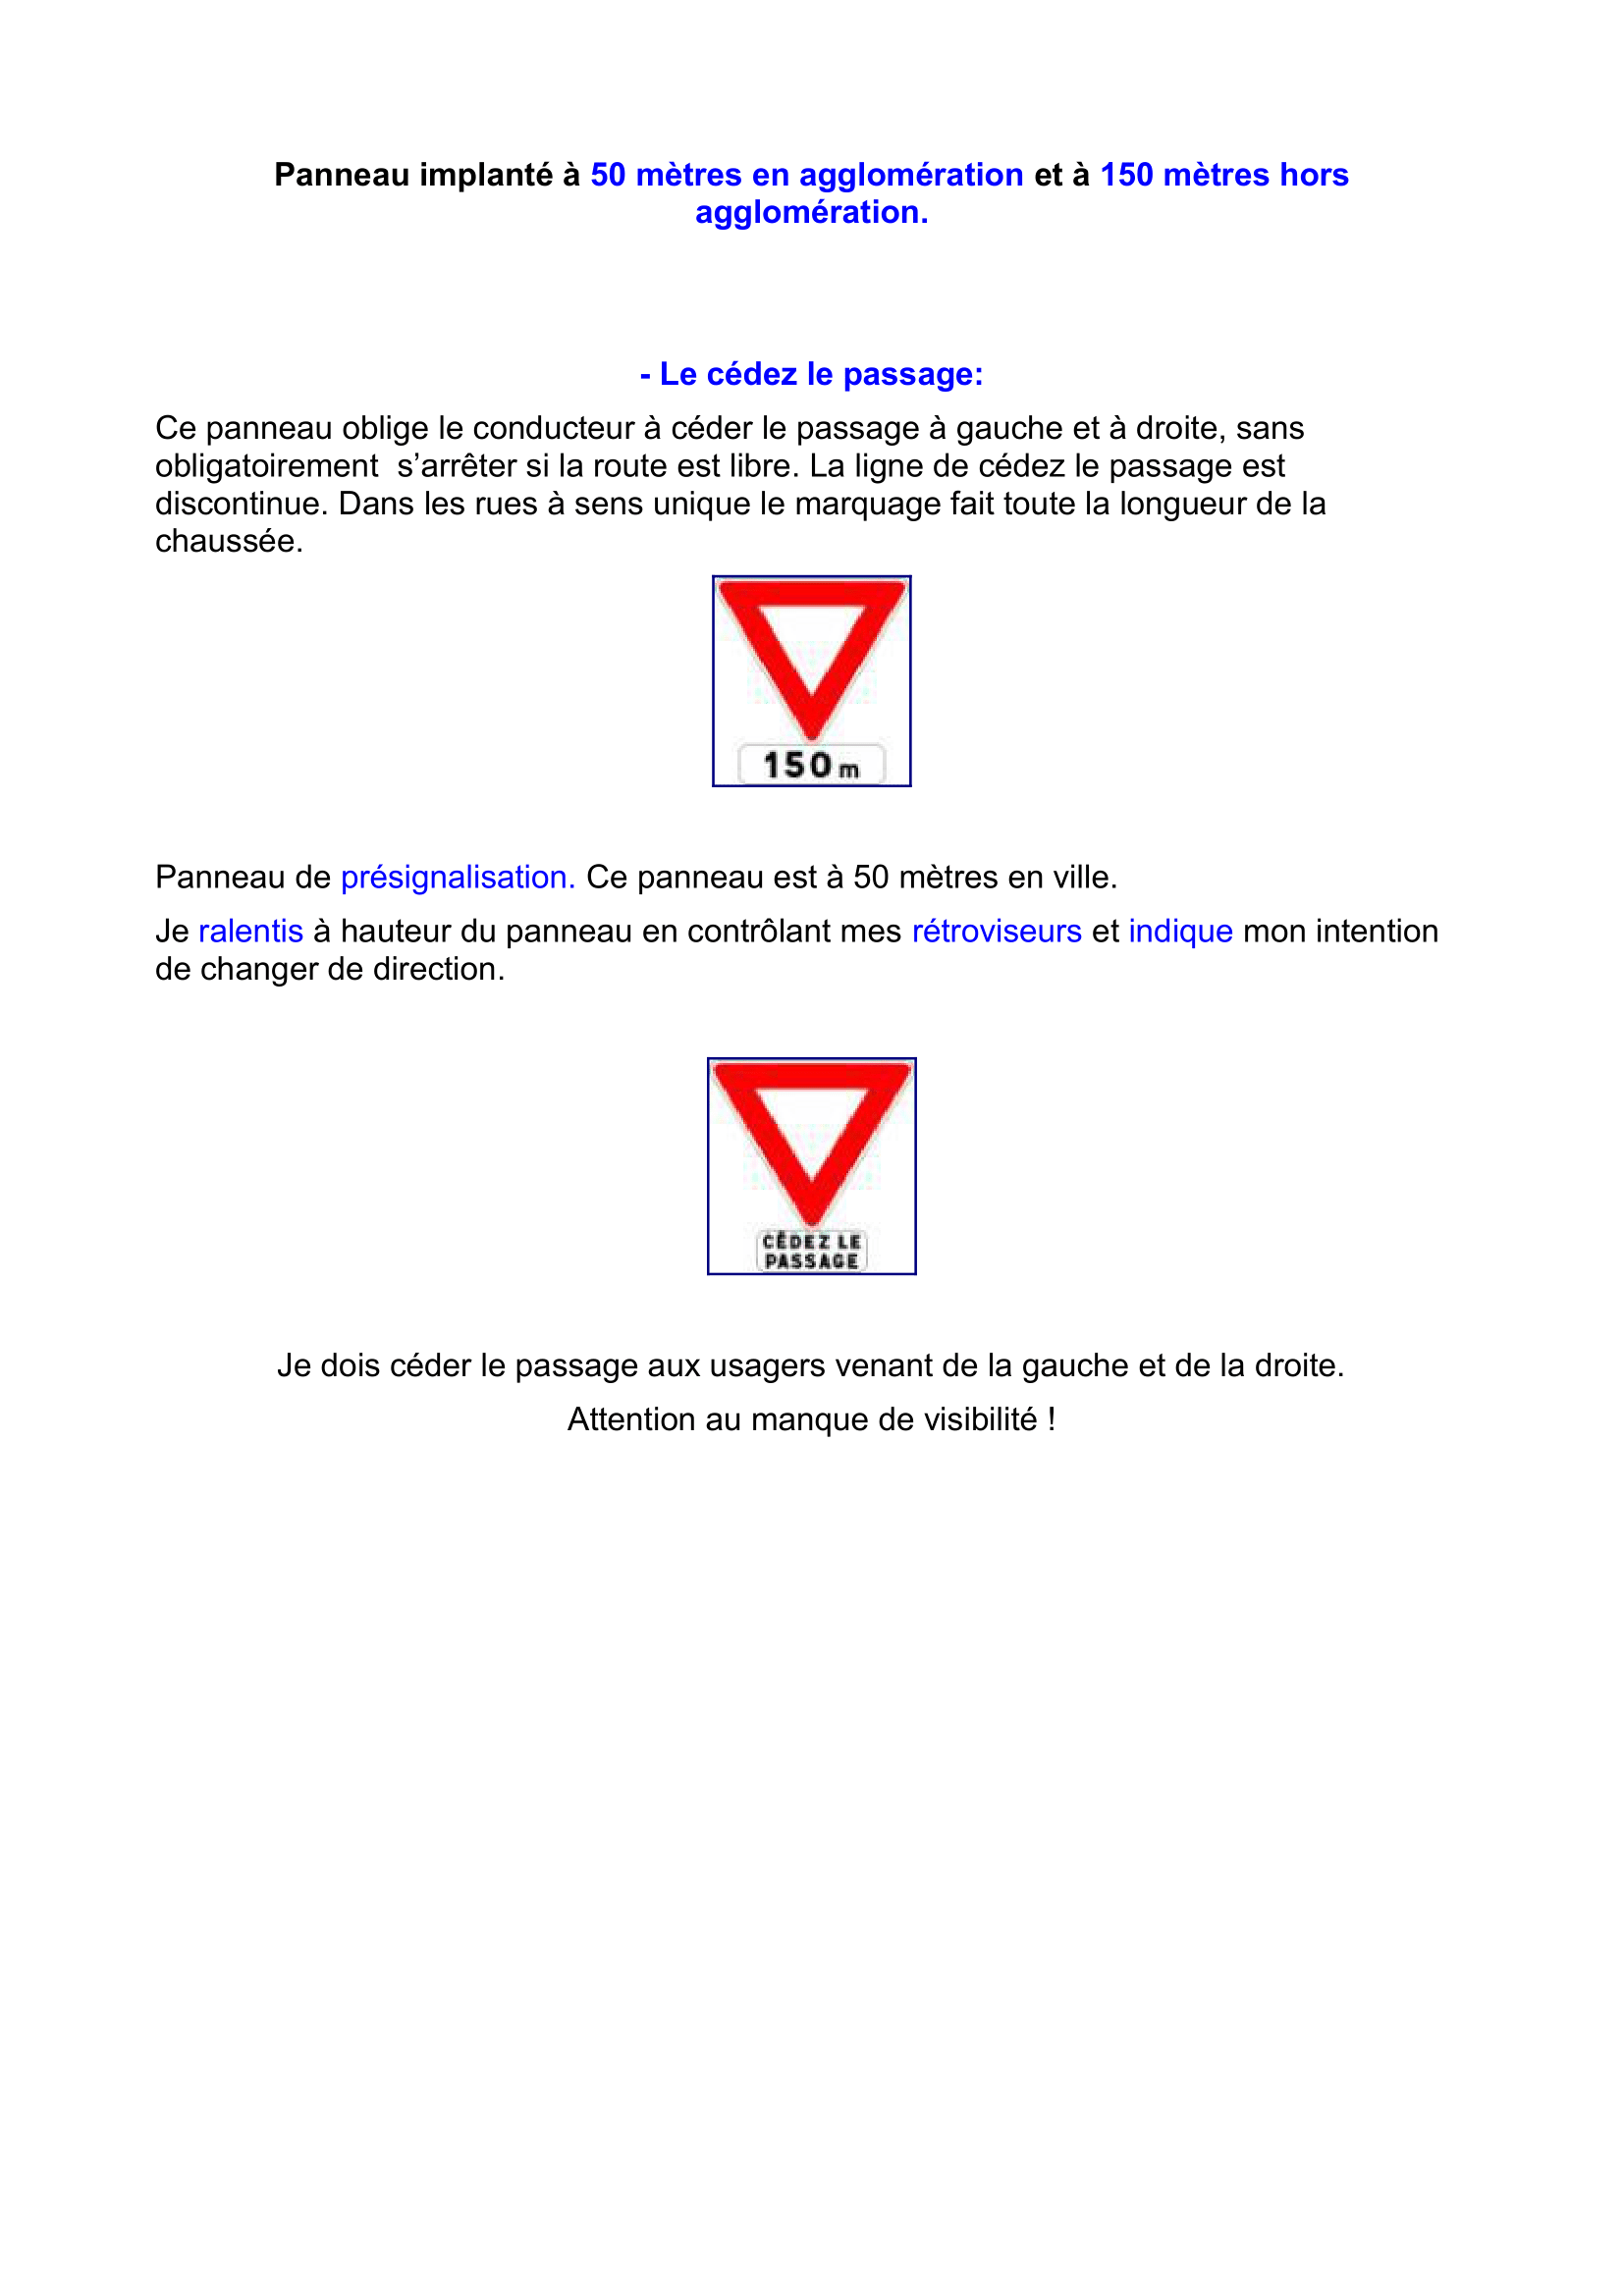 Panneau implanté à 50 mètres en agglomération et à 150 mètres hors
agglomération.
- Le cédez le passage:
Ce panneau oblige le conducteur à céder le passage à gauche et à droite, sans
obligatoirement  s’arrêter si la route est libre. La ligne de cédez le passage est
discontinue. Dans les rues à sens unique le marquage fait toute la longueur de la
chaussée.
150 m
Panneau de présignalisation. Ce panneau est à 50 mètres en ville.
Je ralentis à hauteur du panneau en contrôlant mes rétroviseurs et indique mon intention
de changer de direction.
CÉDEZ LE
PASSAGE
Je dois céder le passage aux usagers venant de la gauche et de la droite.
Attention au manque de visibilité !